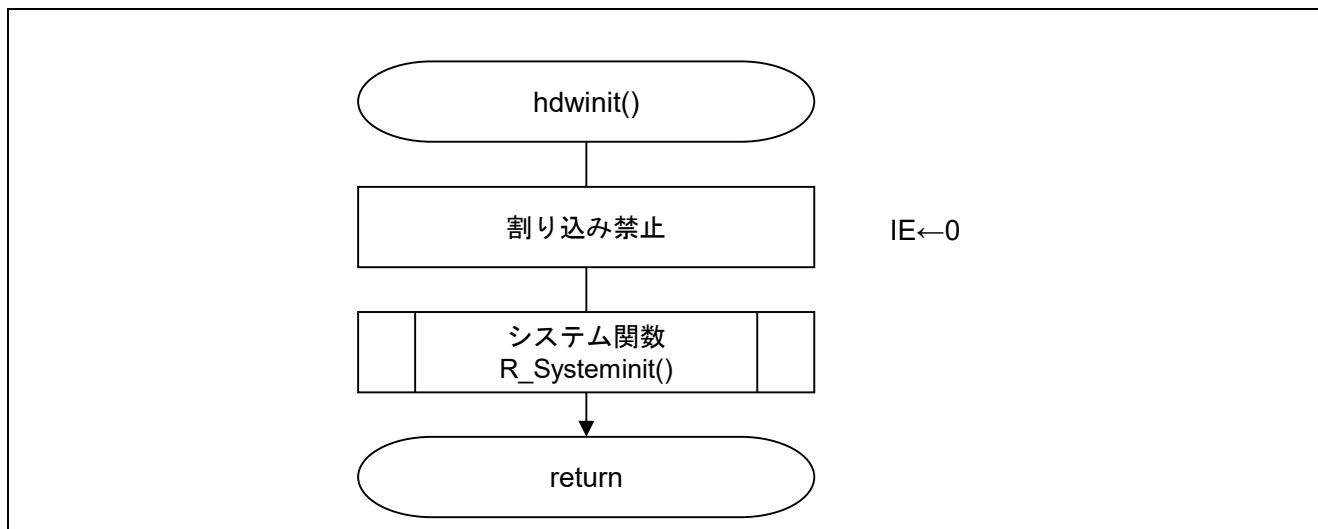 hdwinit()
割り込み禁止
IE←0
システム関数
R_Systeminit()
return